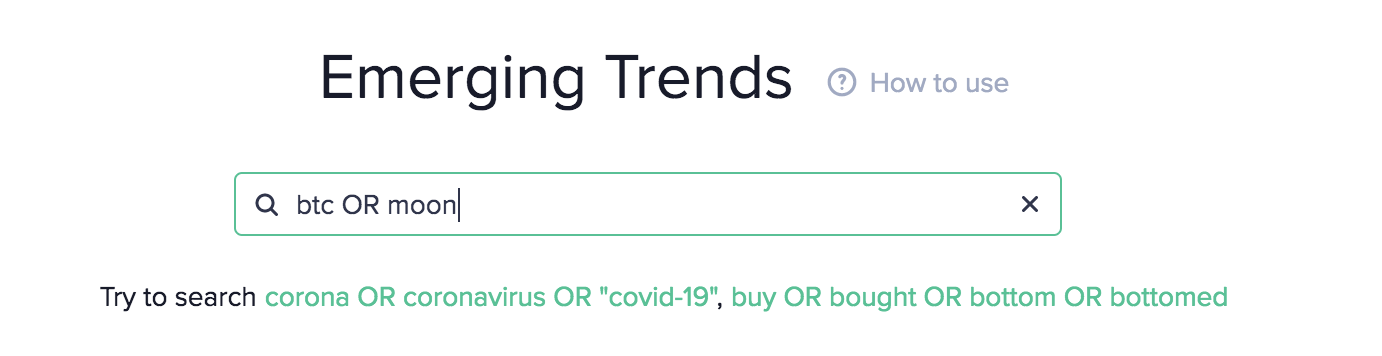 Emerging Trends ? How to use
btc OR moon
Try to search corona OR coronavirus OR "covid-19", buy OR bought OR bottom OR bottomed